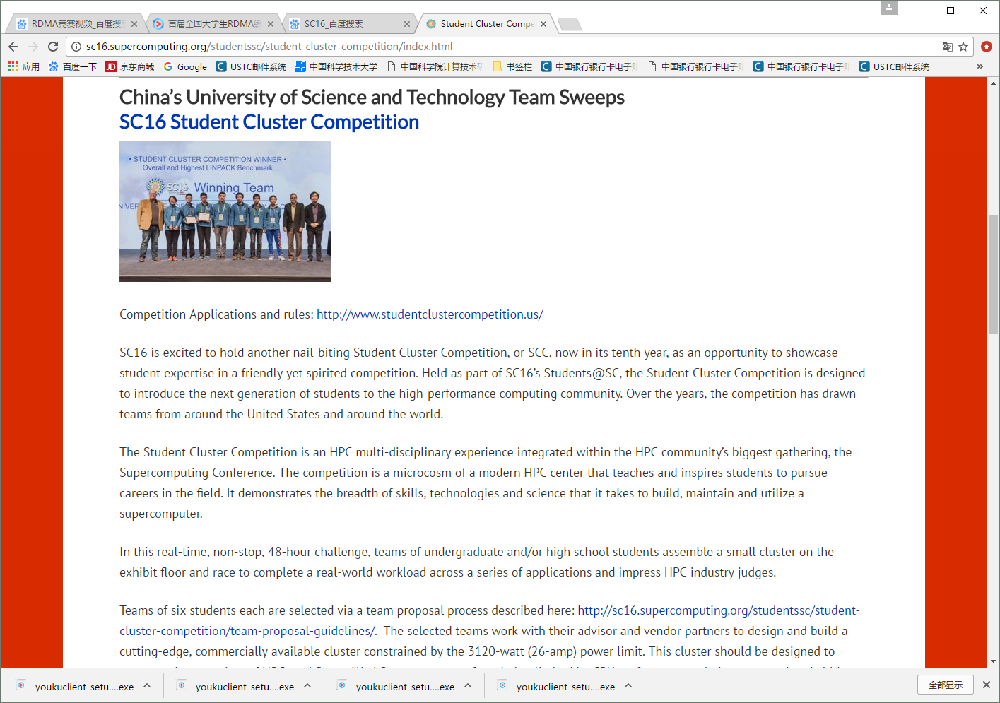 RDMA竞赛视频_百度搜
首届全国大学生RDMA编
SC16_百度搜索
Student Cluster Compe
sc16.supercomputing.org/studentssc/student-cluster-competition/index.html
应用
百度一下
JD
京东商城
Google
USTC邮件系统
中国科学技术大学
中国科学院计算技术研
书签栏
中国银行银行卡电子账
中国银行银行卡电子账
中国银行银行卡电子账
USTC邮件系统
»
China’s University of Science and Technology Team Sweeps
SC16 Student Cluster Competition
• STUDENT CLUSTER COMPETITION WINNER •
Overall and Highest LINPACK Benchmark
SC16 Winning Team
Competition Applications and rules: http://www.studentclustercompetition.us/
SC16 is excited to hold another nail-biting Student Cluster Competition, or SCC, now in its tenth year, as an opportunity to showcase
student expertise in a friendly yet spirited competition. Held as part of SC16’s Students@SC, the Student Cluster Competition is designed
to introduce the next generation of students to the high-performance computing community. Over the years, the competition has drawn
teams from around the United States and around the world.
The Student Cluster Competition is an HPC multi-disciplinary experience integrated within the HPC community’s biggest gathering, the
Supercomputing Conference. The competition is a microcosm of a modern HPC center that teaches and inspires students to pursue
careers in the field. It demonstrates the breadth of skills, technologies and science that it takes to build, maintain and utilize a
supercomputer.
In this real-time, non-stop, 48-hour challenge, teams of undergraduate and/or high school students assemble a small cluster on the
exhibit floor and race to complete a real-world workload across a series of applications and impress HPC industry judges.
Teams of six students each are selected via a team proposal process described here: http://sc16.supercomputing.org/studentssc/student-
cluster-competition/team-proposal-guidelines/. The selected teams work with their advisor and vendor partners to design and build a
cutting-edge, commercially available cluster constrained by the 3120-watt (26-amp) power limit. This cluster should be designed to
youkuclient_setu....exe
youkuclient_setu....exe
youkuclient_setu....exe
youkuclient_setu....exe
全部显示